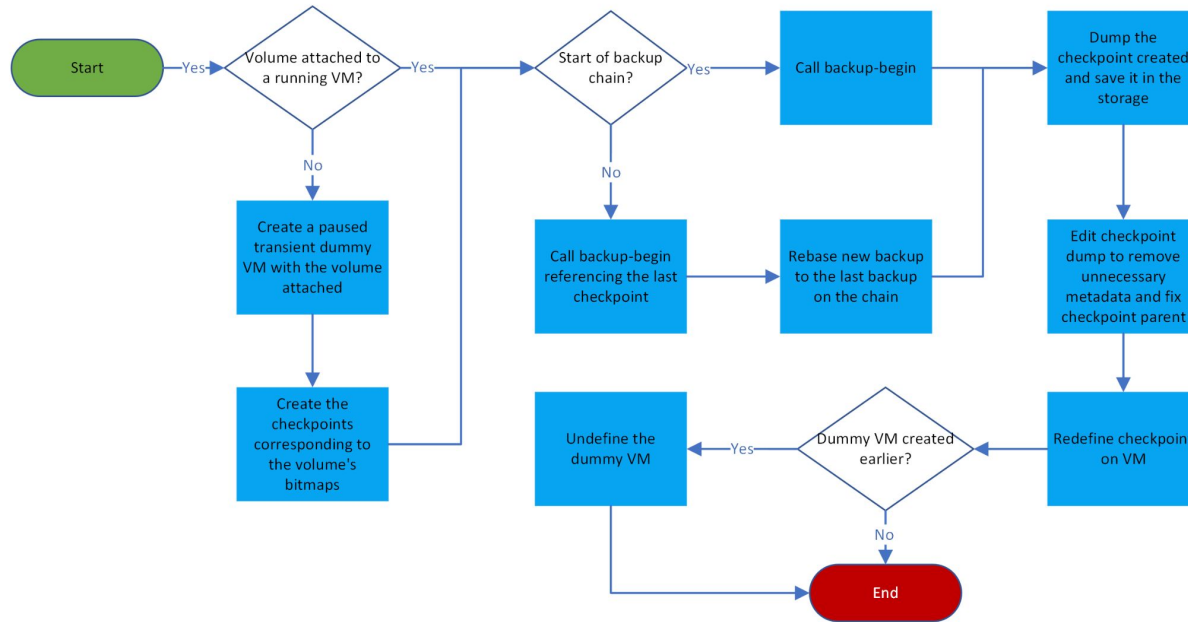 Start
Yes
Volume attached to
a running VM?
Yes
Start of backup
chain?
Yes
Call backup-begin
Dump the
checkpoint created
and save it in the
storage
No
Create a paused
transient dummy
VM with the volume
attached
No
Call backup-begin
referencing the last
checkpoint
Rebase new backup
to the last backup
on the chain
Edit checkpoint
dump to remove
unnecessary
metadata and fix
checkpoint parent
Create the
checkpoints
corresponding to
the volume's
bitmaps
Undefine the
dummy VM
Yes
Dummy VM created
earlier?
Redefine checkpoint
on VM
No
End